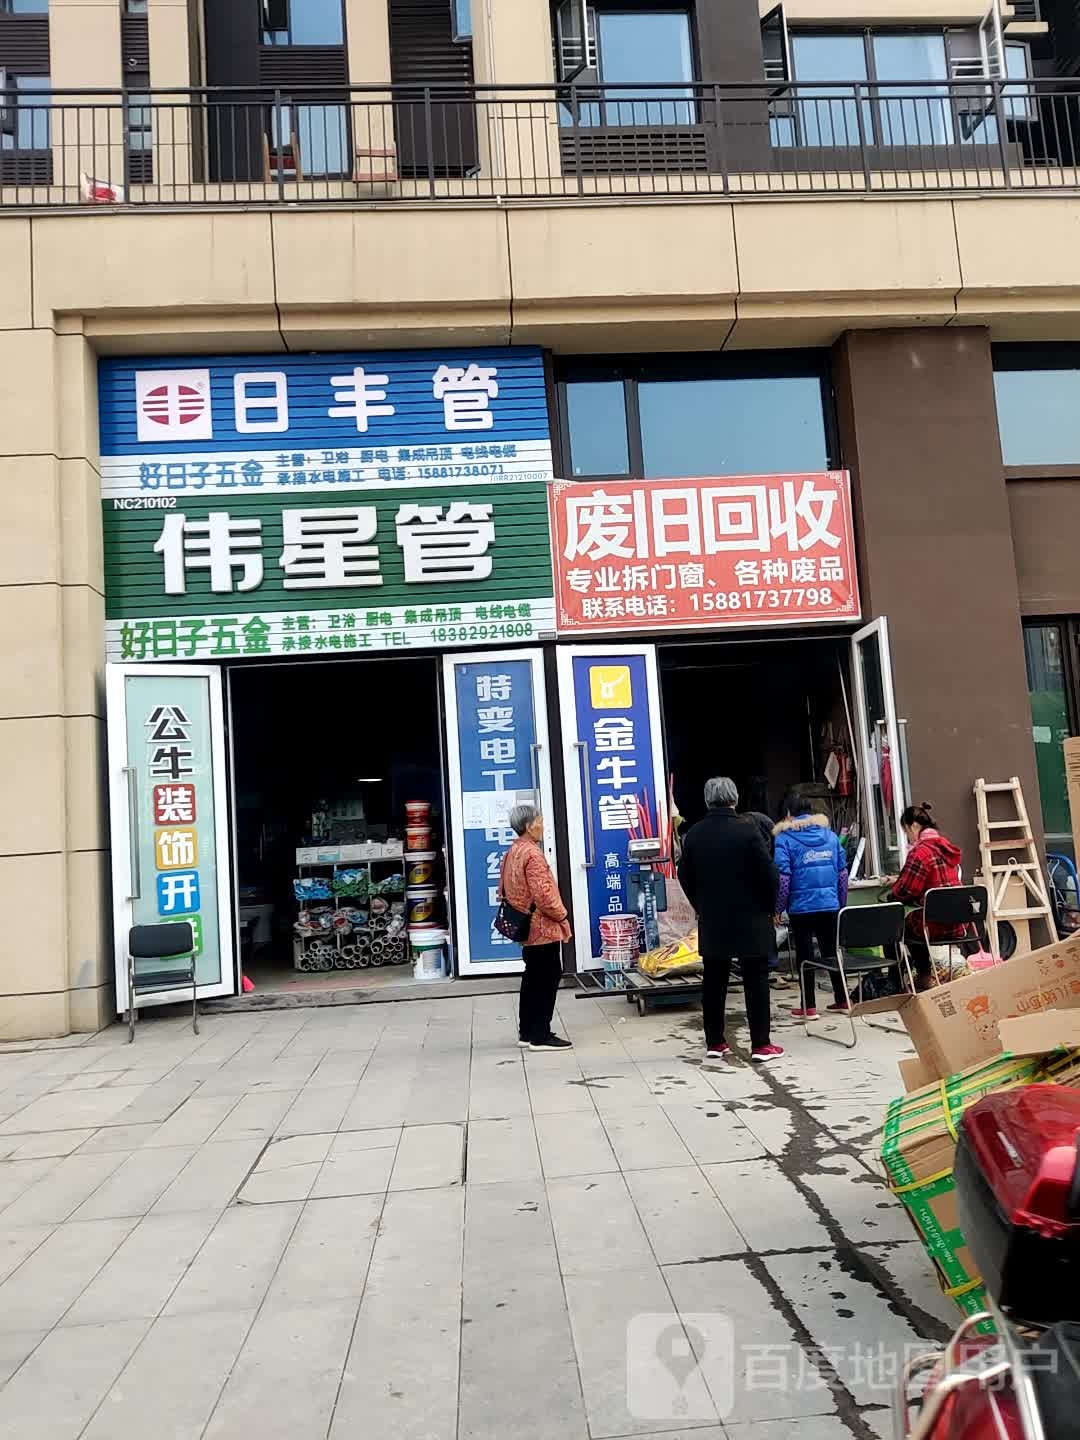 日丰管
好日子五金
主营：卫浴 厨电 集成吊顶 电线电缆
承接水电施工 电话：15881738071
NC210102
伟星管
好日子五金
主营：卫浴 厨电 集成吊顶 电线电缆
承接水电施工 TEL 18382921808
废旧回收
专业拆门窗、各种废品
联系电话：15881737798
公牛装饰开
特变电工
金牛管
高端品
百度地图用户